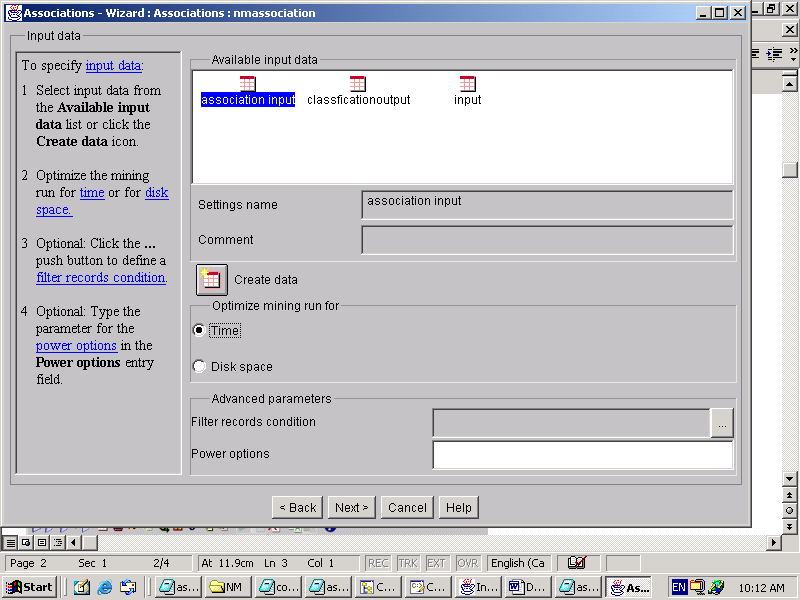 Associations - Wizard : Associations : nmassociation
Input data
To specify input data:
1 Select input data from
the Available input
data list or click the
Create data icon.
2 Optimize the mining
run for time or for disk
space.
3 Optional: Click the ...
push button to define a
filter records condition.
4 Optional: Type the
parameter for the
power options in the
Power options entry
field.
Available input data
association input classficationoutput input
Settings name association input
Comment
Create data
Optimize mining run for
Time
Disk space
Advanced parameters
Filter records condition ...
Power options
< Back Next > Cancel Help
Page 2 Sec 1 2/4 At 11.9cm Ln 3 Col 1 REC TRK EXT OVR English (Ca
Start as... NM co... as... C... C... In... D... as... As... EN 10:12 AM